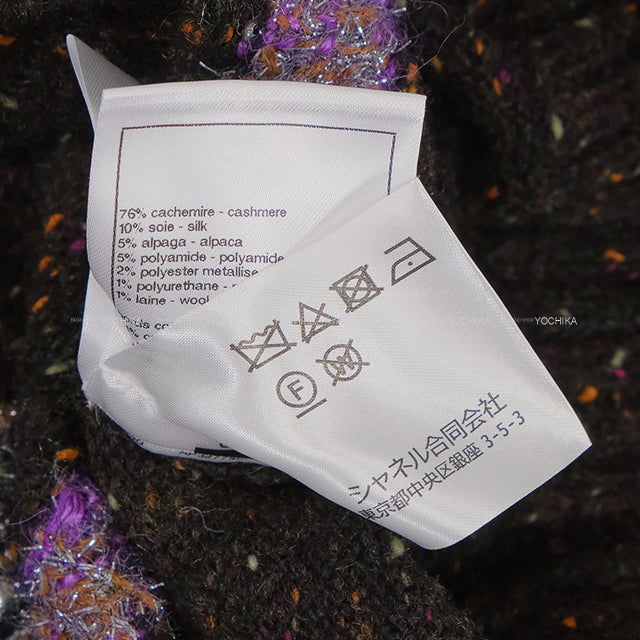 76% cachemire - cashmere
10% soie - silk
5% alpaga - alpaca
5% polyamide - polyamide
2% polyester metallise
1% polyurethane -
1% laine - wool
F
W
シャネル合同会社
東京都中央区銀座 3-5-3
YOCHIKA